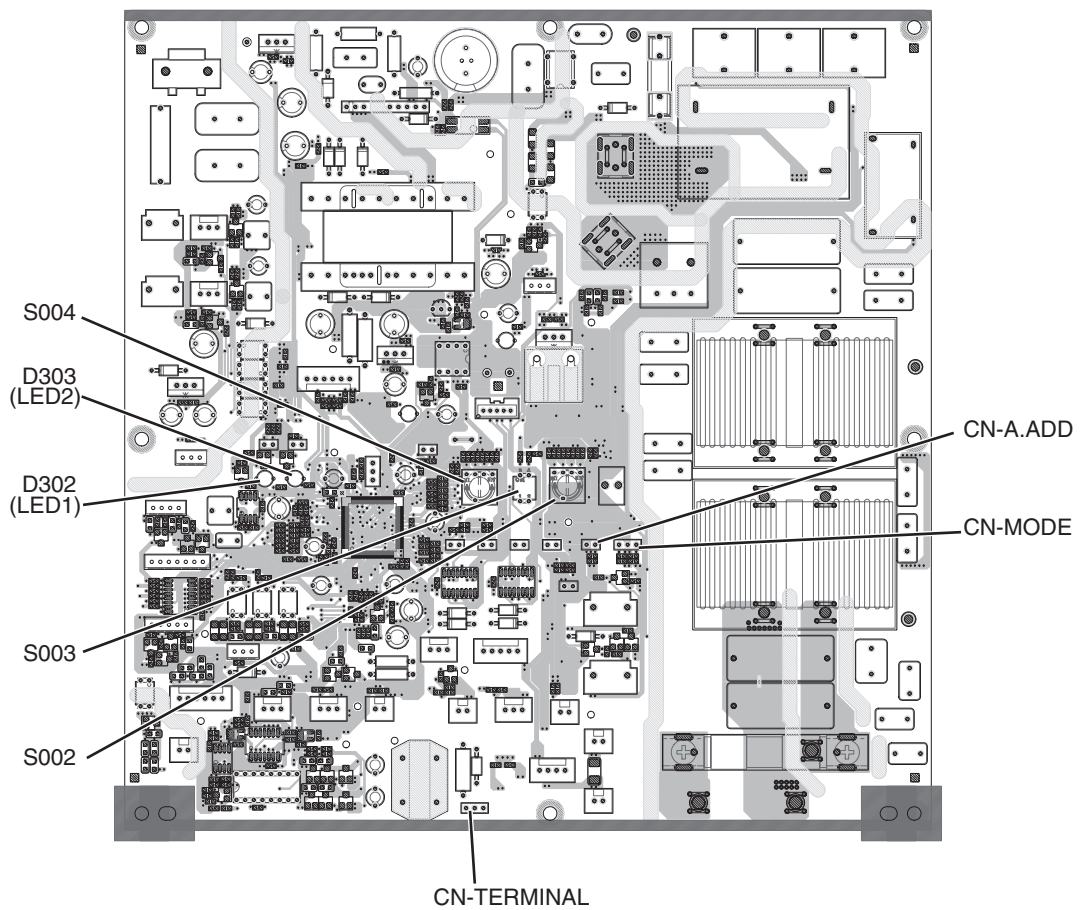 S004
D303
(LED2)
D302
(LED1)
S003
S002
CN-A.ADD
CN-MODE
CN-TERMINAL